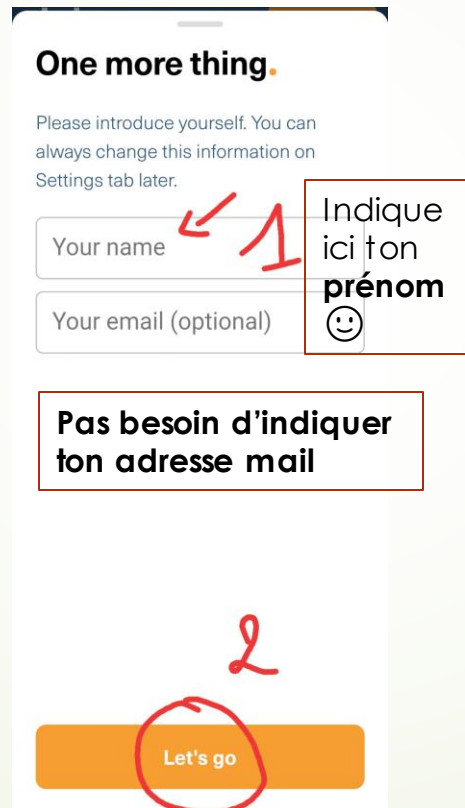 One more thing.
Please introduce yourself. You can
always change this information on
Settings tab later.
1
Indique
ici ton
prénom
☺
Your name
Your email (optional)
Pas besoin d'indiquer
ton adresse mail
2
Let's go